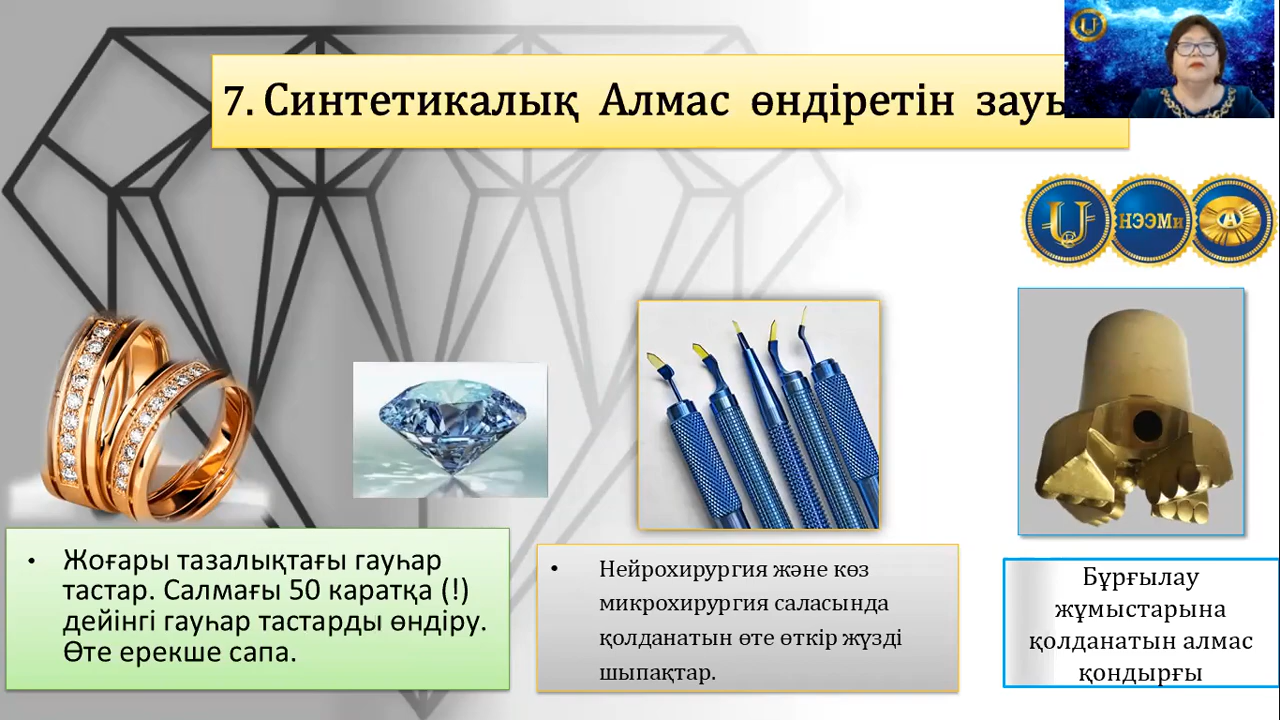 7. Синтетикалық Алмас өндіретін
НЭЭМи
Жоғары тазалықтағы гауһар
тастар. Салмағы 50 каратқа (!)
дейінгі гауһар тастарды өндіру.
Өте ерекше сапа.
Нейрохирургия және көз
микрохирургия саласында
қолданатын өте өткір жүзді
шыпақтар.
Бұрғылау
жұмыстарына
қолданатын алмас
қондырғы